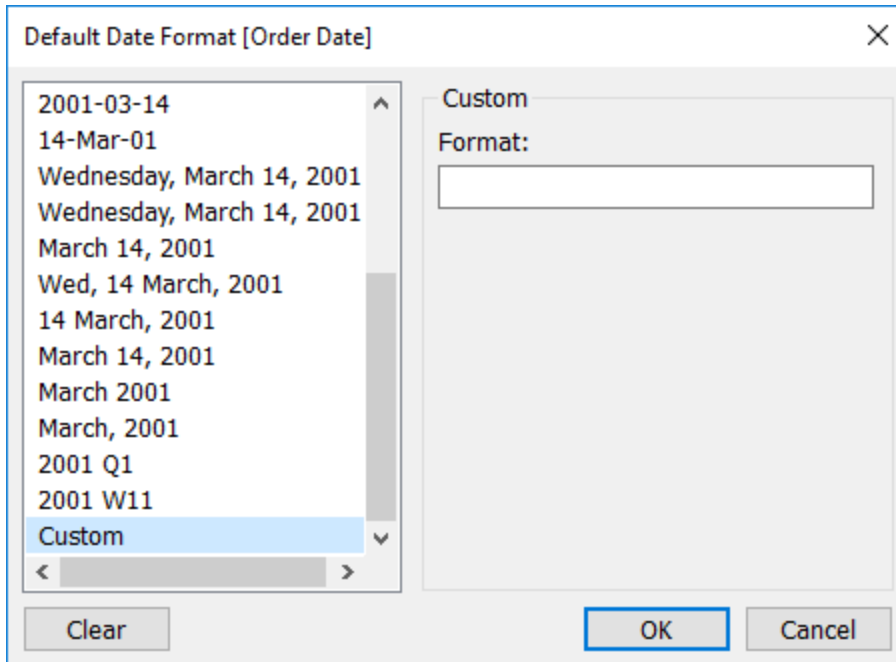 Default Date Format [Order Date]
2001-03-14
14-Mar-01
Wednesday, March 14, 2001
Wednesday, March 14, 2001
March 14, 2001
Wed, 14 March, 2001
14 March, 2001
March 14, 2001
March 2001
March, 2001
2001 Q1
2001 W11
Custom
Custom
Format:
Clear
OK
Cancel